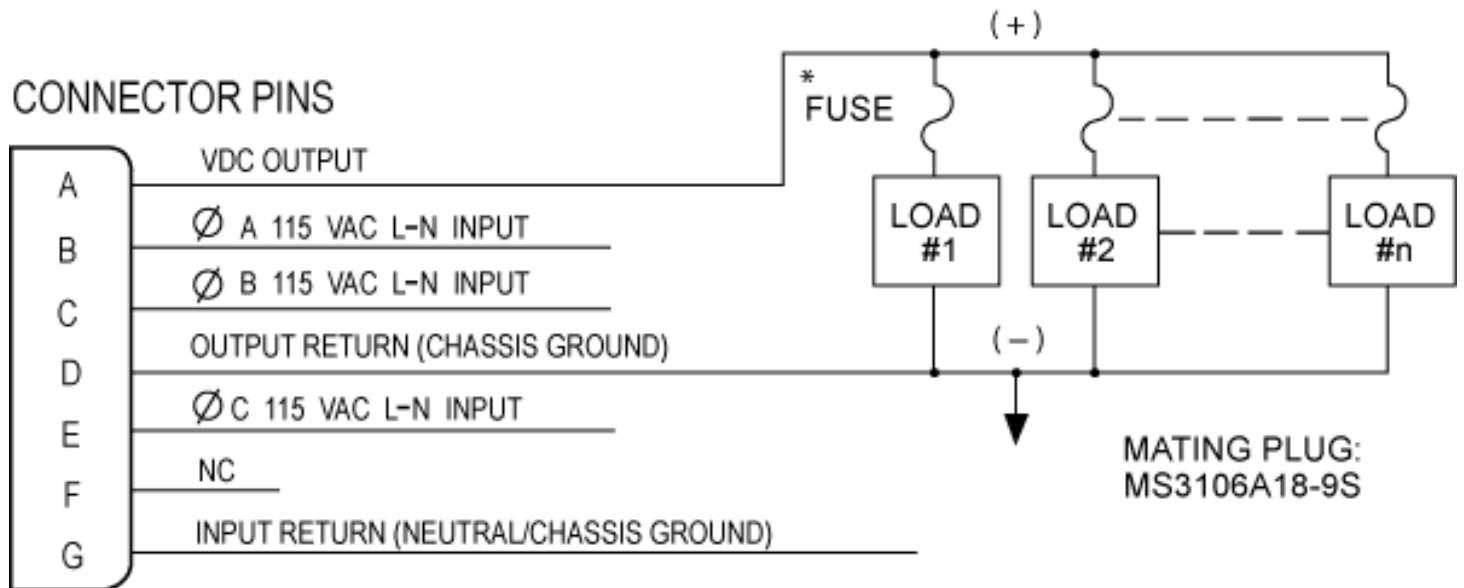 CONNECTOR PINS
A
VDC OUTPUT
B
Ø A 115 VAC L-N INPUT
C
Ø B 115 VAC L-N INPUT
D
OUTPUT RETURN (CHASSIS GROUND)
E
Ø C 115 VAC L-N INPUT
F
NC
G
INPUT RETURN (NEUTRAL/CHASSIS GROUND)
(+)
*
FUSE
LOAD
#1
LOAD
#2
LOAD
#n
(-)
MATING PLUG:
MS3106A18-9S